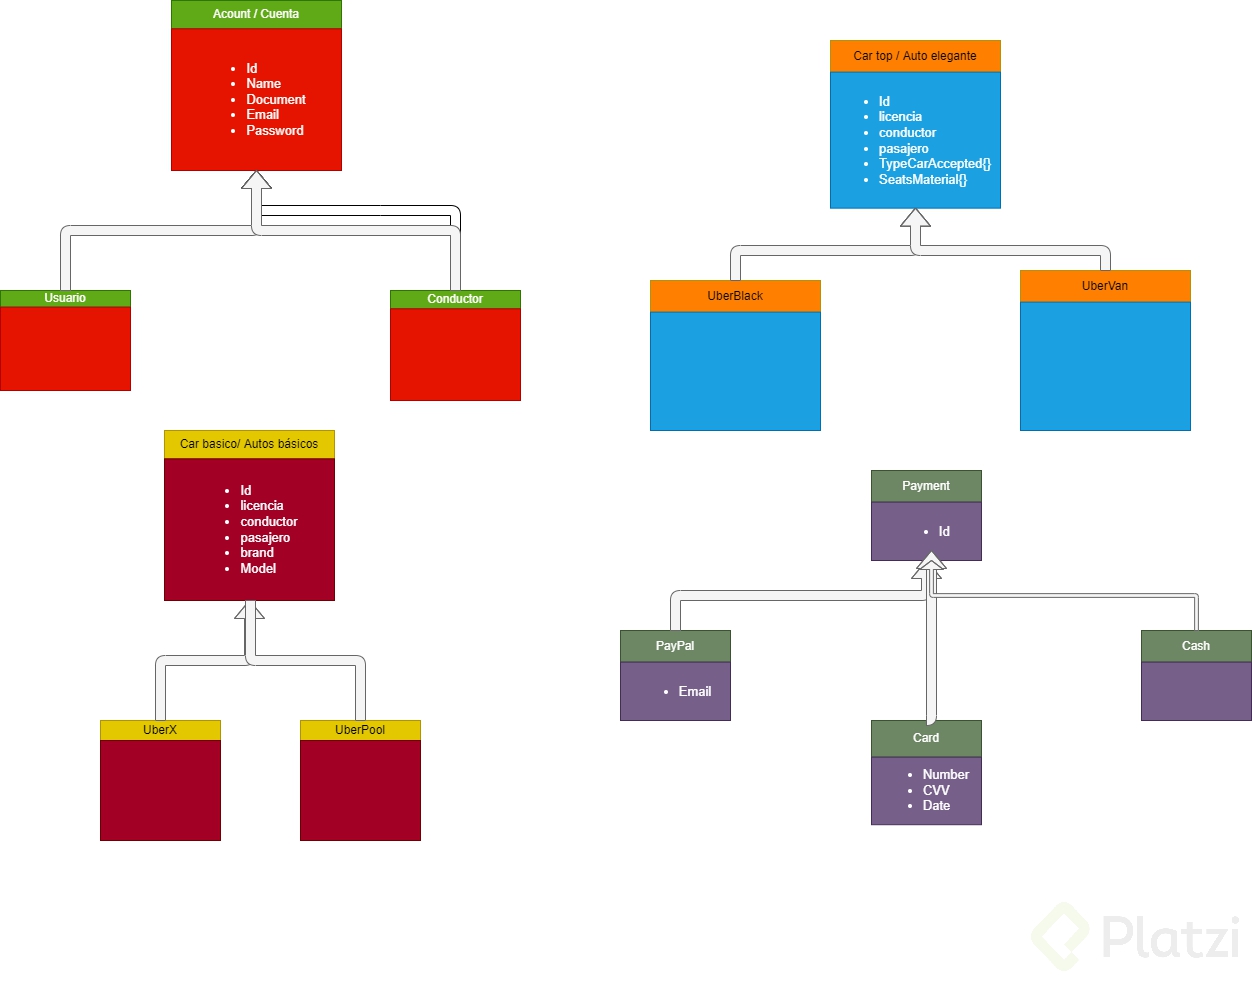 Acount / Cuenta
Id
Name
Document
Email
Password
Usuario
Conductor
Car top / Auto elegante
Id
licencia
conductor
pasajero
TypeCarAccepted{}
SeatsMaterial{}
UberBlack
UberVan
Car basico/ Autos básicos
Id
licencia
conductor
pasajero
brand
Model
UberX
UberPool
Payment
Id
PayPal
Email
Card
Number
CVV
Date
Cash
Platzi